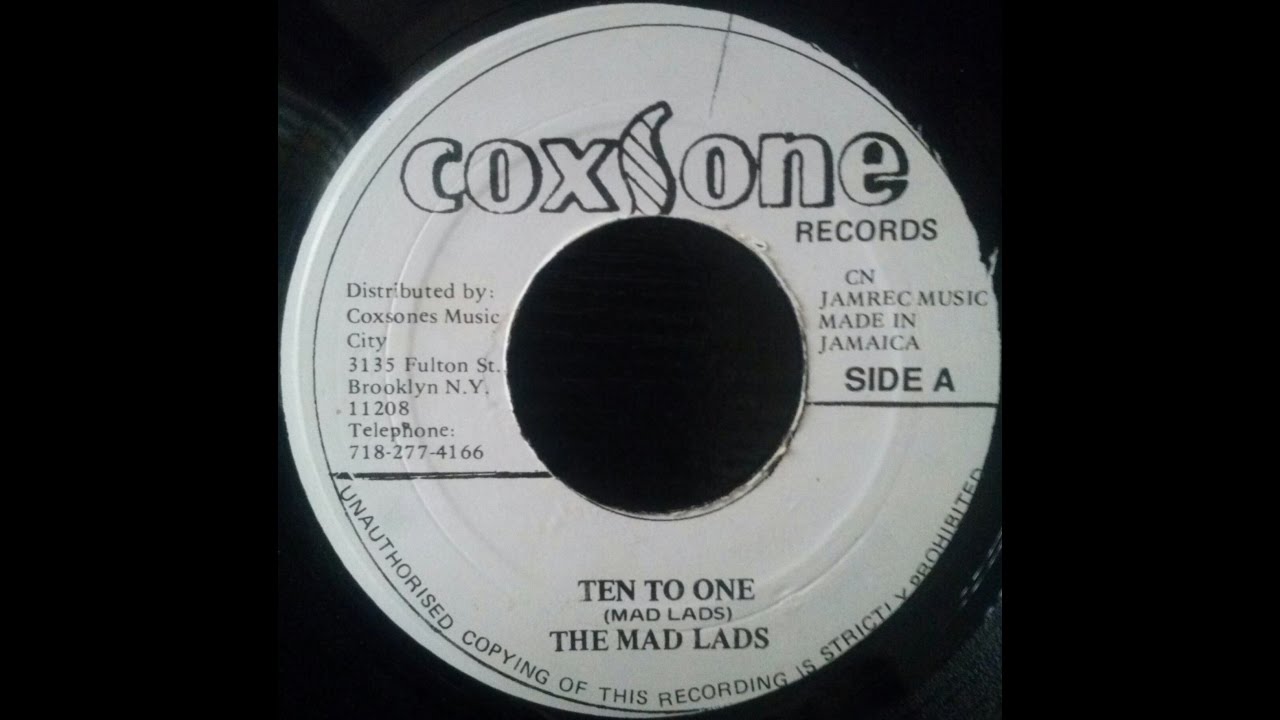 coxsone
RECORDS
Distributed by:
Coxsones Music
City
3135 Fulton St.
Brooklyn N.Y.
11208
Telephone:
718-277-4166
CN
JAMREC MUSIC
MADE IN
JAMAICA
SIDE A
TEN TO ONE
(MAD LADS)
THE MAD LADS
UNAUTHORISED COPYING OF THIS RECORDING IS STRICTLY PROHIBITED